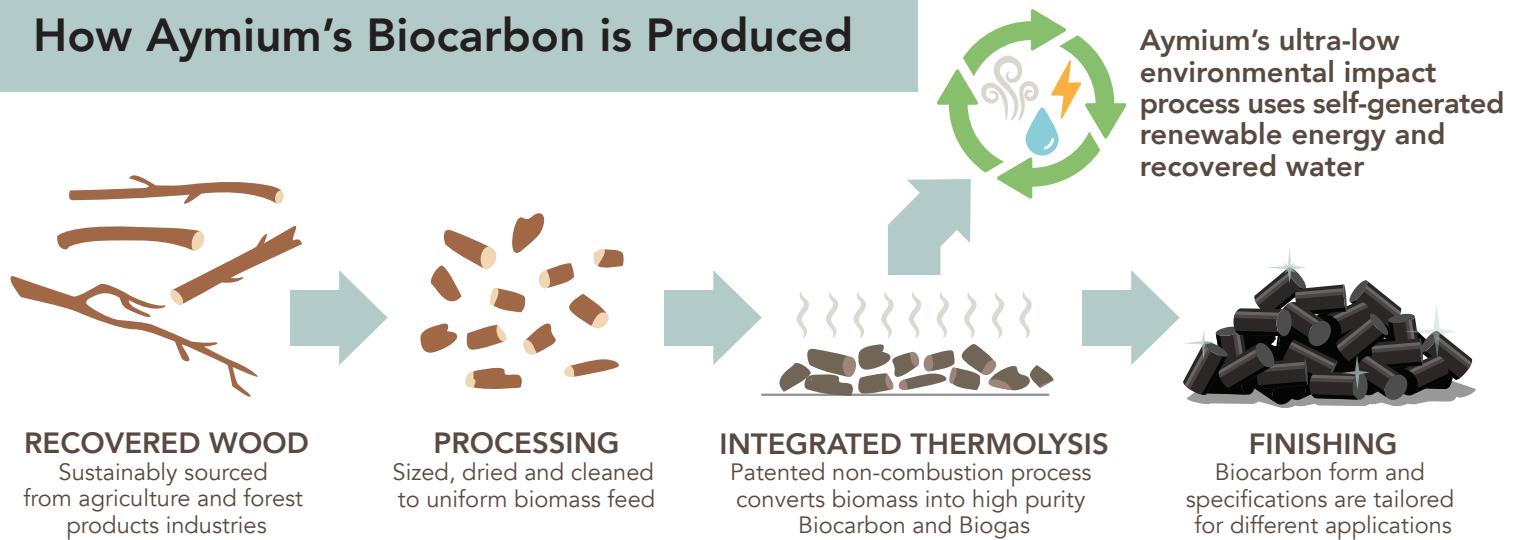 How Aymium’s Biocarbon is Produced
Aymium’s ultra-low
environmental impact
process uses self-generated
renewable energy and
recovered water
RECOVERED WOOD
Sustainably sourced
from agriculture and forest
products industries
PROCESSING
Sized, dried and cleaned
to uniform biomass feed
INTEGRATED THERMOLYSIS
Patented non-combustion process
converts biomass into high purity
Biocarbon and Biogas
FINISHING
Biocarbon form and
specifications are tailored
for different applications